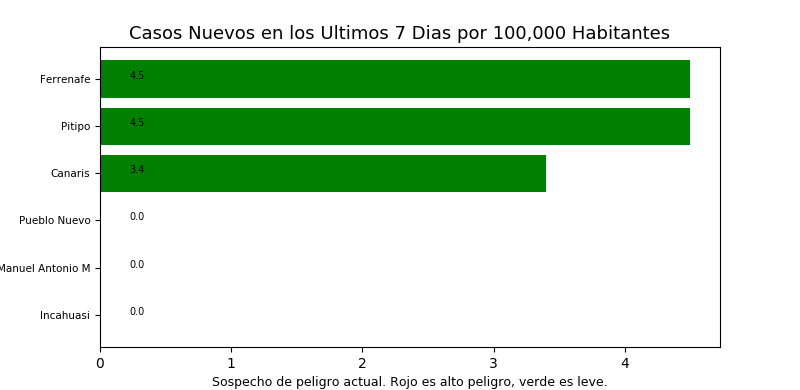 Casos Nuevos en los Ultimos 7 Dias por 100,000 Habitantes
Ferrenafe 4.5
Pitipo 4.5
Canaris 3.4
Pueblo Nuevo 0.0
Manuel Antonio M 0.0
Incahuasi 0.0
0 1 2 3 4
Sospecho de peligro actual. Rojo es alto peligro, verde es leve.